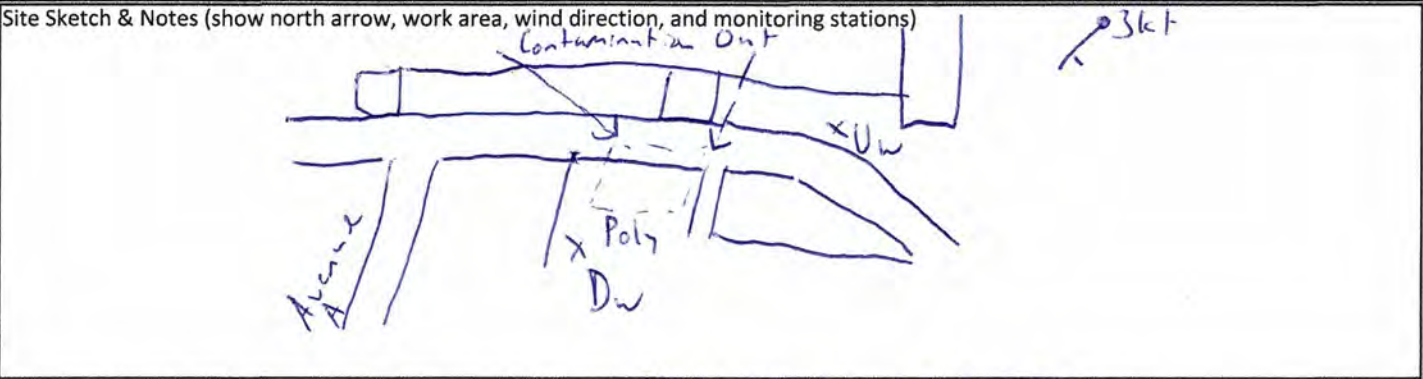 Site Sketch & Notes (show north arrow, work area, wind direction, and monitoring stations)
3kt
Contamination Out
x Uw
Avenue
A
Poly
x
Dw